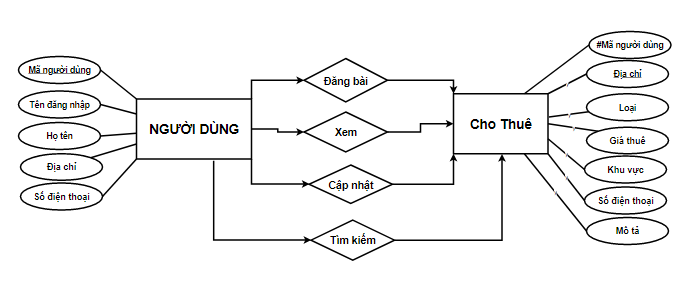 Mã người dùng
Tên đăng nhập
Họ tên
Địa chỉ
Số điện thoại
NGƯỜI DÙNG
Đăng bài
Xem
Cập nhật
Tìm kiếm
Cho Thuê
#Mã người dùng
Địa chỉ
Loại
Giá thuê
Khu vực
Số điện thoại
Mô tả